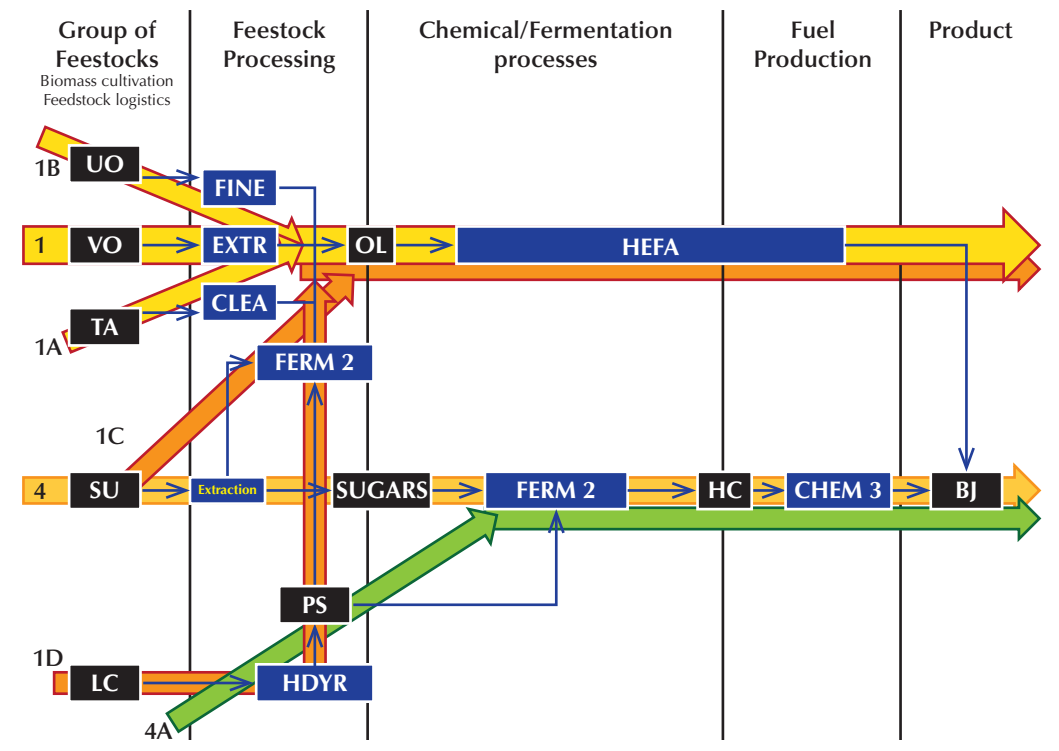 Group of
Feestocks
Biomass cultivation
Feedstock logistics
Feestock
Processing
Chemical/Fermentation
processes
Fuel
Production
Product
1B
UO
FINE
1
VO
EXTR
OL
HEFA
CLEA
TA
1A
FERM 2
1C
4
SU
Extraction
SUGARS
FERM 2
HC
CHEM 3
BJ
PS
1D
LC
HDYR
4A